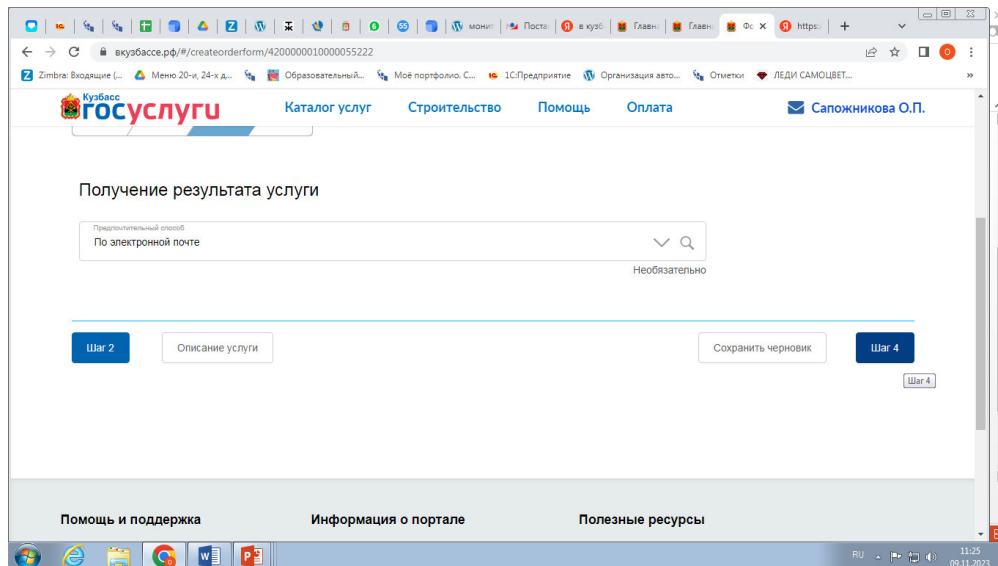 монит
Поста
в кузб
Главн
Главн
Фс
https:
вкузбассе.рф/#/createorderform/4200000010000055222
Zimbra: Входящие (...
Меню 20-и, 24-х д...
Образовательный...
Моё портфолио. С...
1С:Предприятие
Организация авто...
Отметки
ЛЕДИ САМОЦВЕТ...
Кузбасс
госуслуги
Каталог услуг
Строительство
Помощь
Оплата
Сапожникова О.П.
Получение результата услуги
Предпочтительный способ
По электронной почте
Необязательно
Шаг 2
Описание услуги
Сохранить черновик
Шаг 4
Шаг 4
Помощь и поддержка
Информация о портале
Полезные ресурсы
RU
11:25
09.11.2023